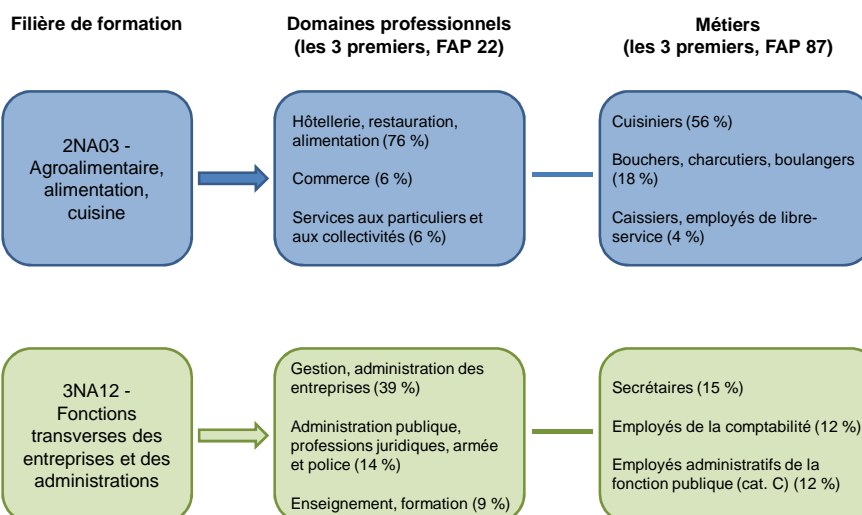 Filière de formation
Domaines professionnels
(les 3 premiers, FAP 22)
Métiers
(les 3 premiers, FAP 87)
2NA03 -
Agroalimentaire,
alimentation,
cuisine
Hôtellerie, restauration,
alimentation (76 %)
Commerce (6 %)
Services aux particuliers et
aux collectivités (6 %)
Cuisiniers (56 %)
Bouchers, charcutiers, boulangers
(18 %)
Caissiers, employés de libre-
service (4 %)
3NA12 -
Fonctions
transverses des
entreprises et des
administrations
Gestion, administration des
entreprises (39 %)
Administration publique,
professions juridiques, armée
et police (14 %)
Enseignement, formation (9 %)
Secrétaires (15 %)
Employés de la comptabilité (12 %)
Employés administratifs de la
fonction publique (cat. C) (12 %)